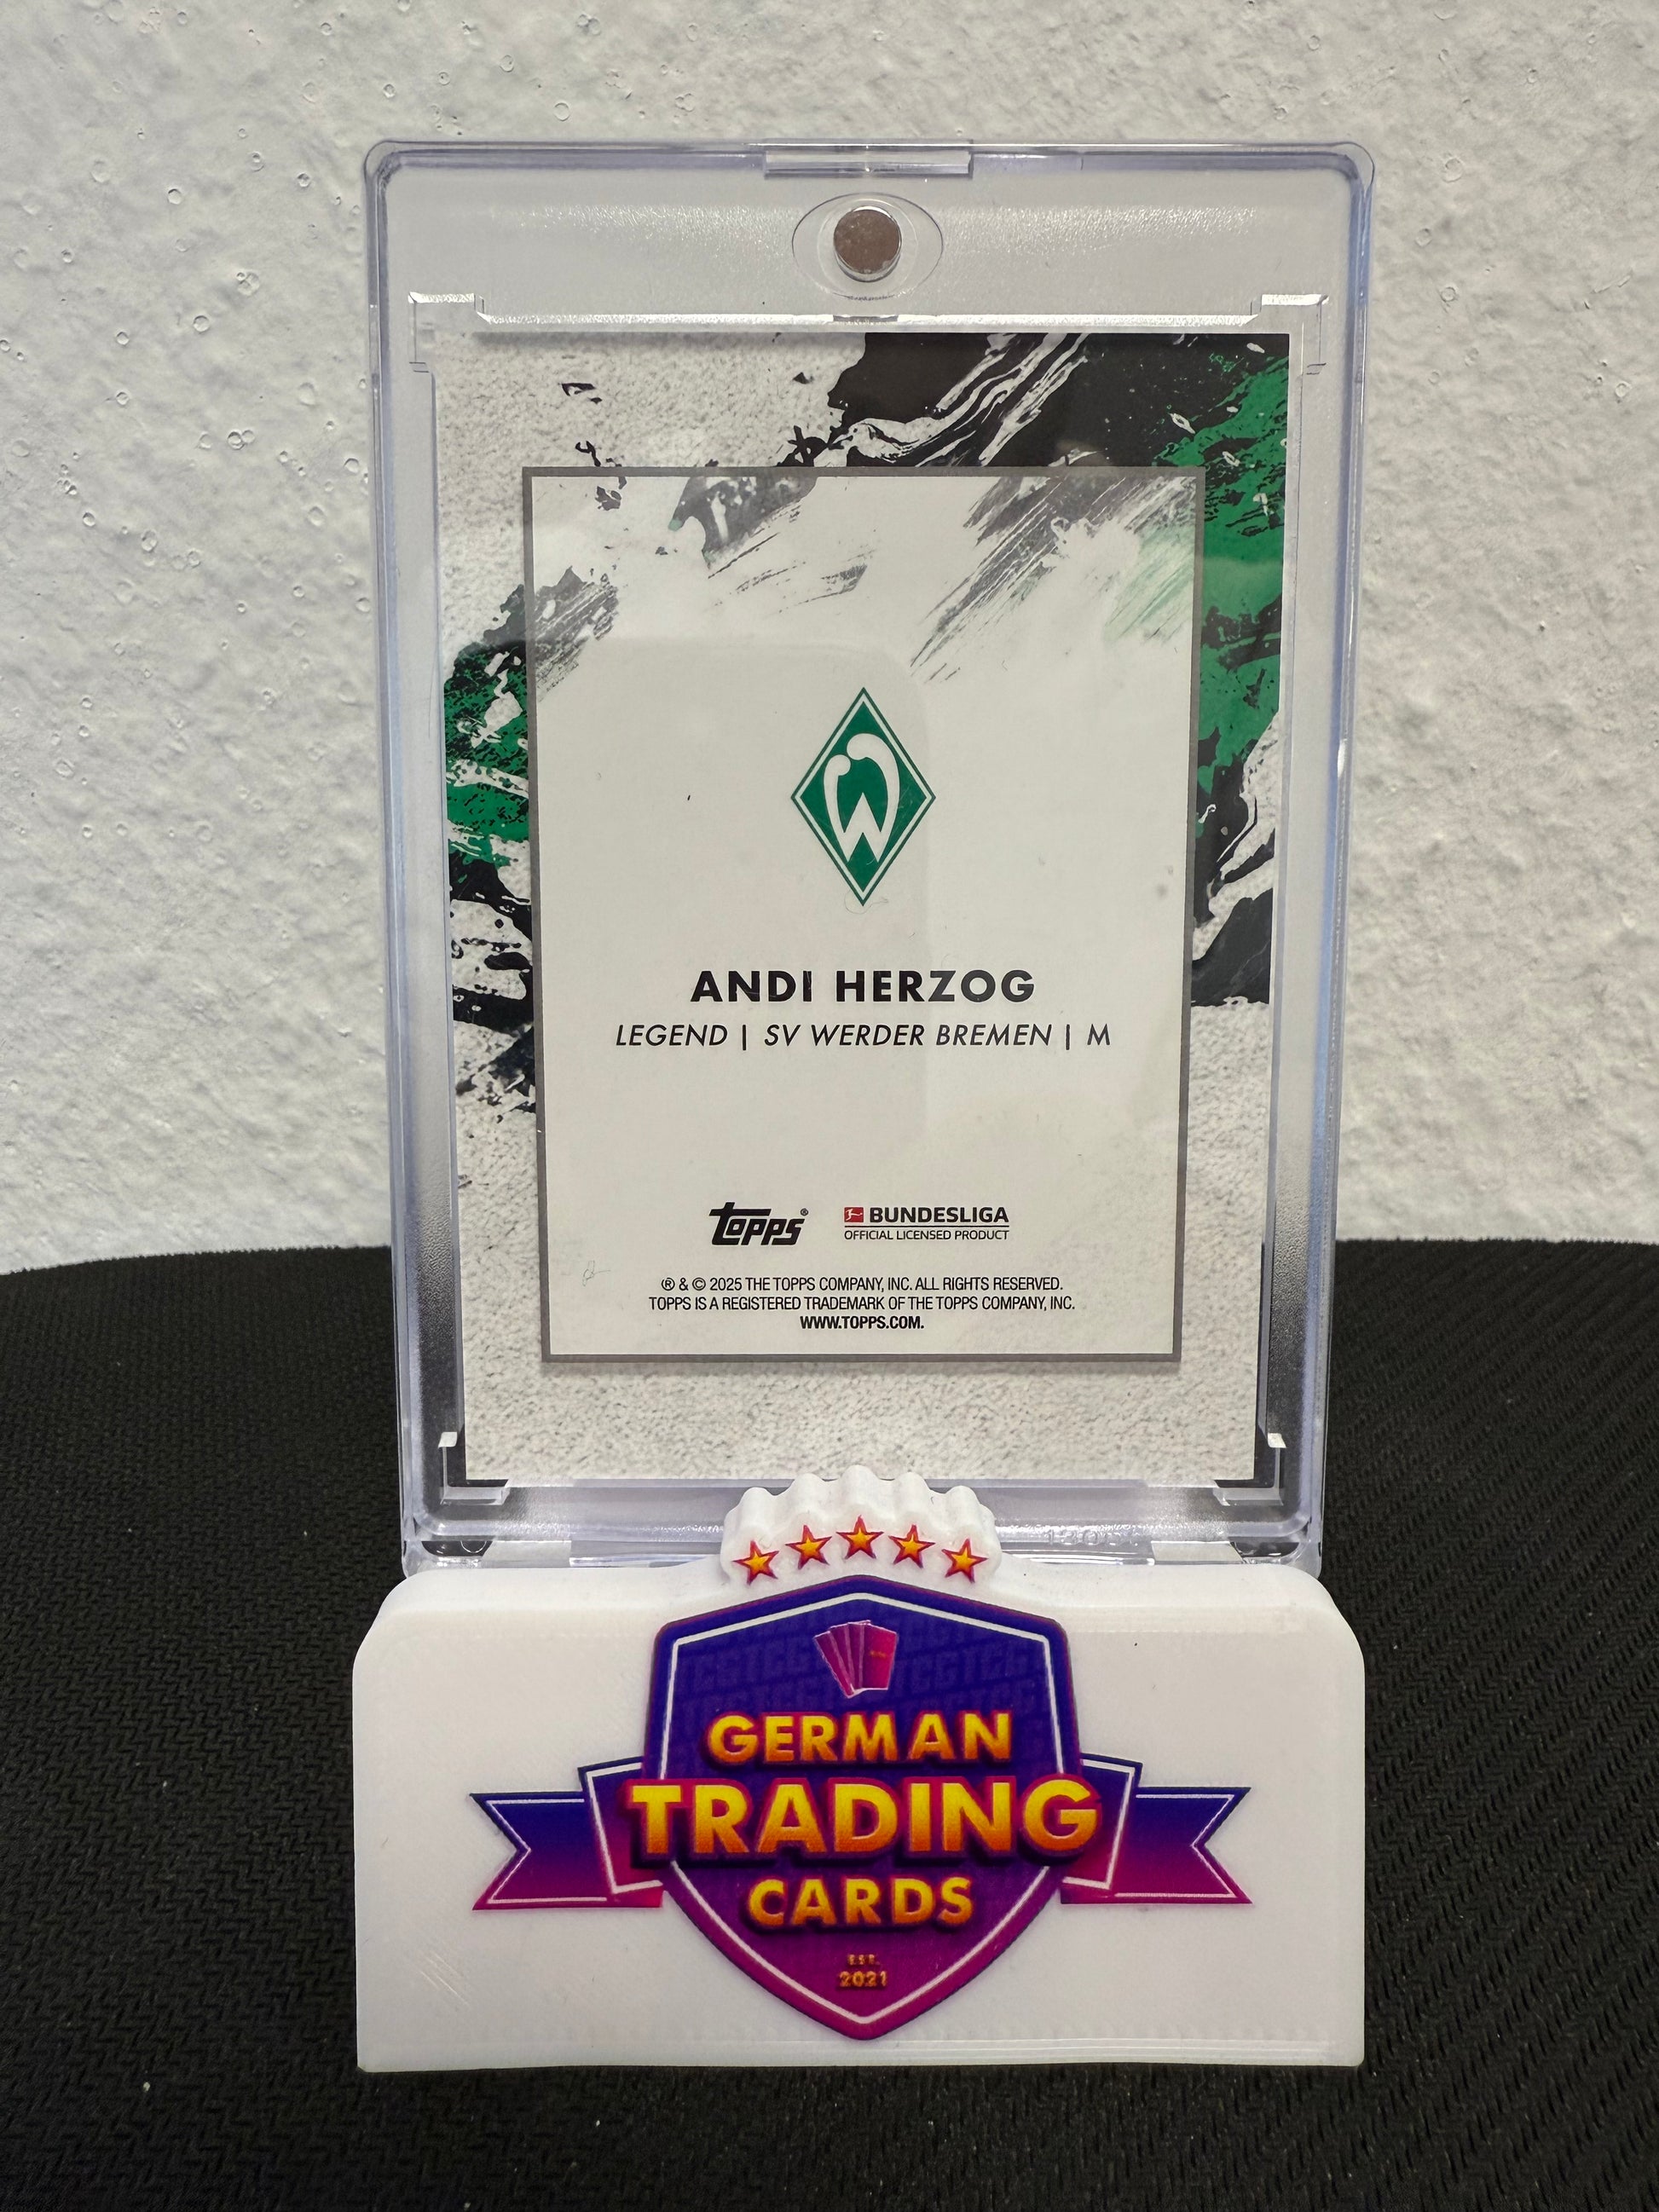 ANDI HERZOG
LEGEND | SV WERDER BREMEN | M
topps®
BUNDESLIGA
OFFICIAL LICENSED PRODUCT
® & © 2025 THE TOPPS COMPANY, INC. ALL RIGHTS RESERVED.
TOPPS IS A REGISTERED TRADEMARK OF THE TOPPS COMPANY, INC.
WWW.TOPPS.COM.
GERMAN
TRADING
CARDS
EST.
2021